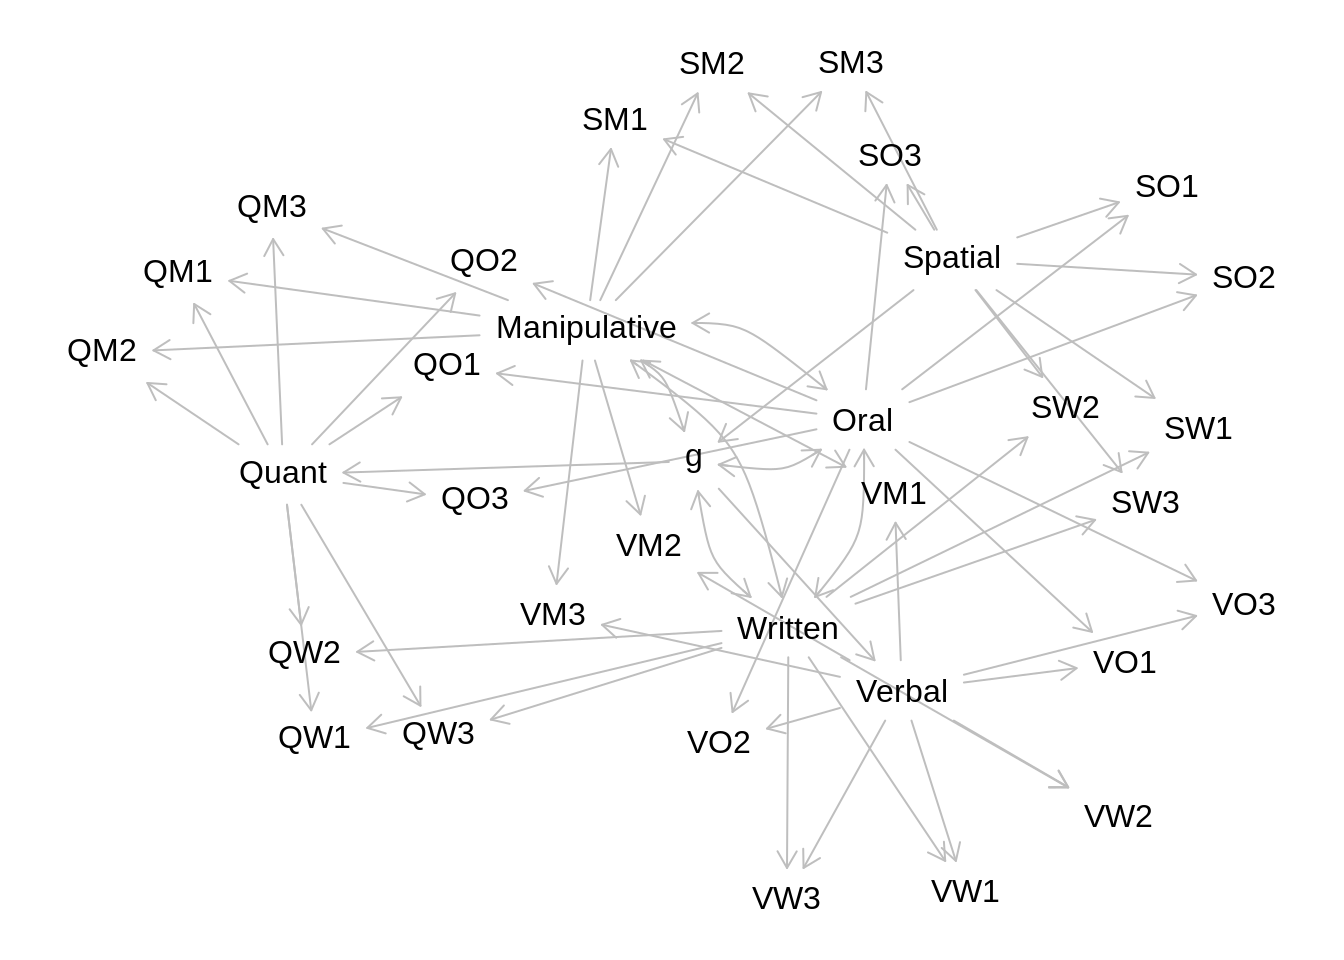 SM2
SM3
SM1
SO3
SO1
QM3
Spatial
QO2
QM1
SO2
Manipulative
QM2
QO1
SW2
Oral
SW1
g
Quant
VM1
QO3
SW3
VM2
VO3
VM3
Written
QW2
VO1
Verbal
QW3
QW1
VO2
VW2
VW1
VW3